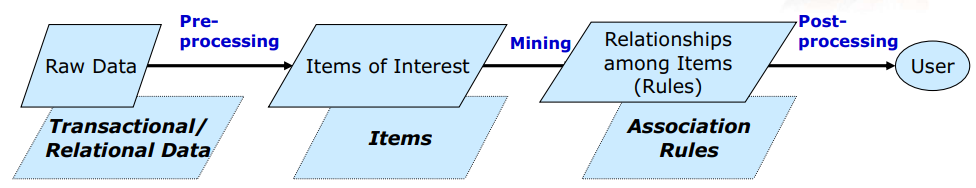 Pre-
processing
Post-
processing
Mining
Raw Data
Items of Interest
Relationships
among Items
(Rules)
User
Transactional/
Relational Data
Items
Association
Rules